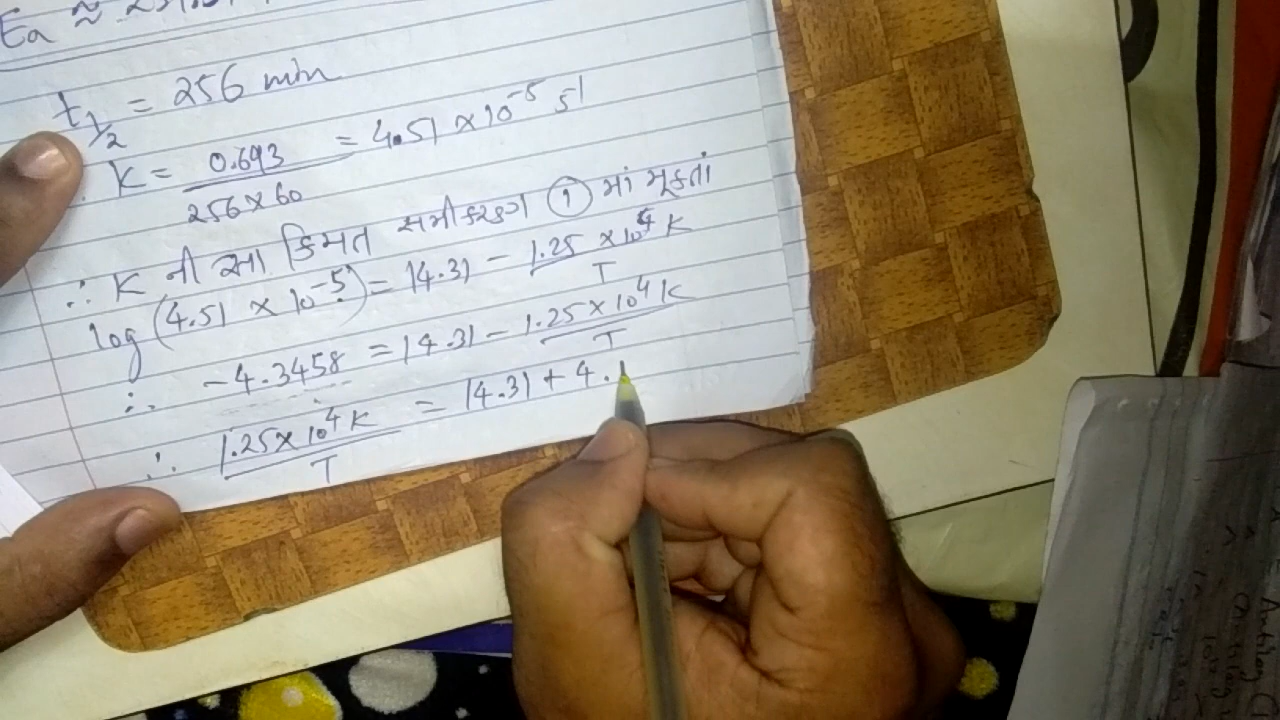 Ea ≈
t1/2 = 256 min
k = 0.693 / 256 × 60 = 4.51 × 10⁻⁵ s⁻¹
∴ K ની આ કિંમત સમીકરણ ① માં મૂકતાં
log (4.51 × 10⁻⁵) = 14.31 − 1.25 × 10⁴ K / T
∴ −4.3458 = 14.31 − 1.25 × 10⁴ K / T
∴ 1.25 × 10⁴ K / T = 14.31 + 4.